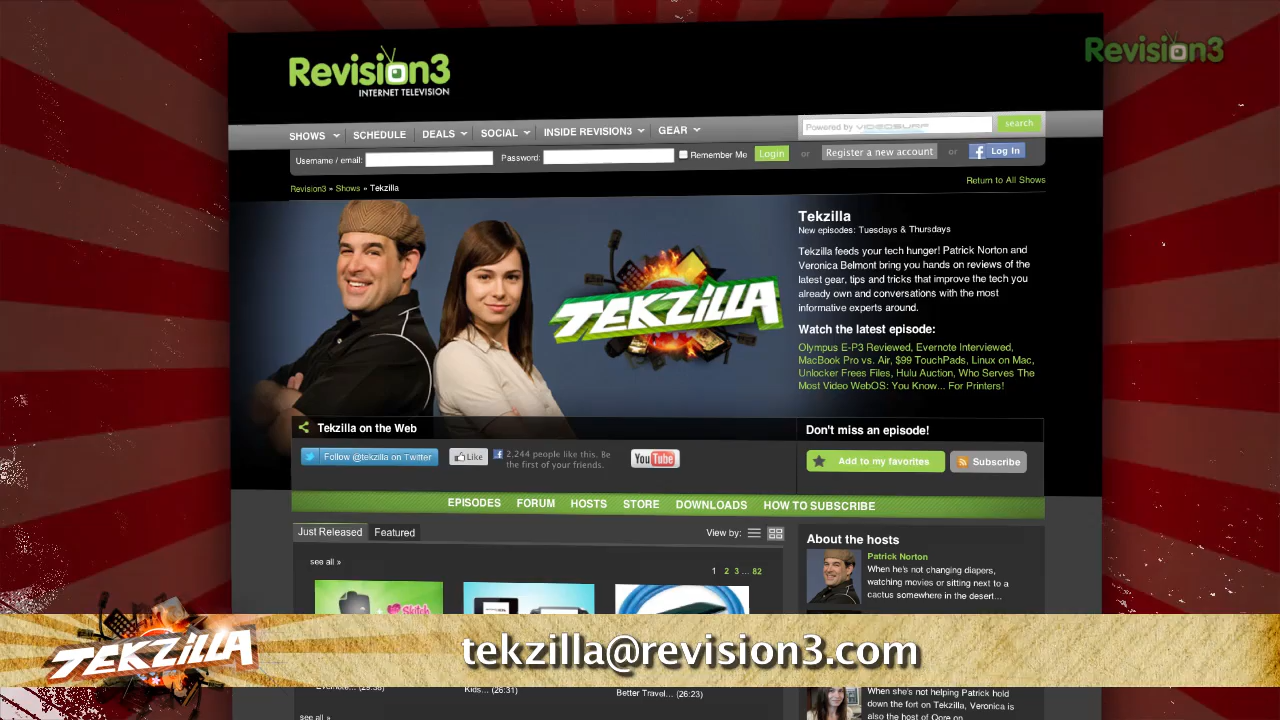 Revision3
INTERNET TELEVISION
Revision3
SHOWS
SCHEDULE
DEALS
SOCIAL
INSIDE REVISION3
GEAR
Powered by VIDEOSURF
search
Username / email:
Password:
Remember Me
Login
or
Register a new account
or
f Log In
Revision3 » Shows » Tekzilla
Return to All Shows
TEKZILLA
Tekzilla
New episodes: Tuesdays & Thursdays
Tekzilla feeds your tech hunger! Patrick Norton and
Veronica Belmont bring you hands on reviews of the
latest gear, tips and tricks that improve the tech you
already own and conversations with the most
informative experts around.
Watch the latest episode:
Olympus E-P3 Reviewed, Evernote Interviewed,
MacBook Pro vs. Air, $99 TouchPads, Linux on Mac,
Unlocker Frees Files, Hulu Auction, Who Serves The
Most Video WebOS: You Know... For Printers!
Tekzilla on the Web
Follow @tekzilla on Twitter
Like
2,244 people like this. Be
the first of your friends.
YouTube
Don't miss an episode!
Add to my favorites
Subscribe
EPISODES
FORUM
HOSTS
STORE
DOWNLOADS
HOW TO SUBSCRIBE
Just Released
Featured
View by:
see all »
1 2 3 ... 82
Skitch
About the hosts
Patrick Norton
When he's not changing diapers,
watching movies or sitting next to a
cactus somewhere in the desert...
TEKZILLA
tekzilla@revision3.com
Kids... (26:31)
Better Travel... (26:23)
When she's not helping Patrick hold
down the fort on Tekzilla, Veronica is
also the host of Qore on
see all »